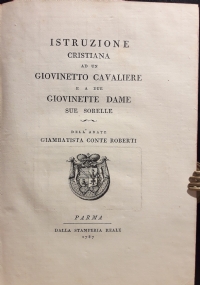 ISTRUZIONE
CRISTIANA
AD UN
GIOVINETTO CAVALIERE
E A DUE
GIOVINETTE DAME
SUE SORELLE
DELL'ABATE
GIAMBATISTA CONTE ROBERTI
PARMA
DALLA STAMPERIA REALE